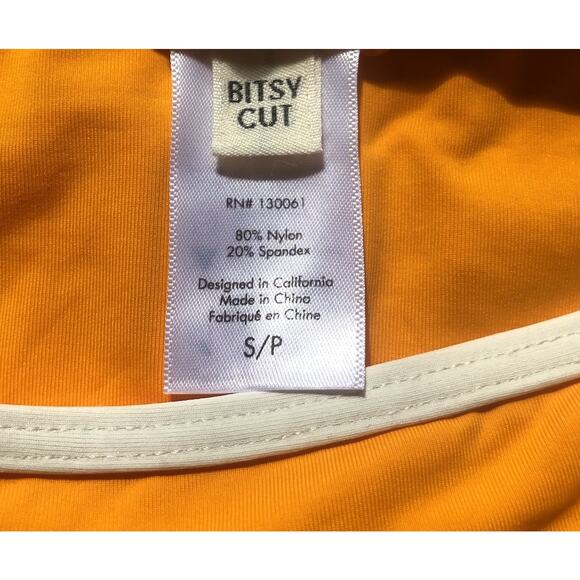 BITSY
CUT
RN# 130061
80% Nylon
20% Spandex
Designed in California
Made in China
Fabriqué en Chine
S/P